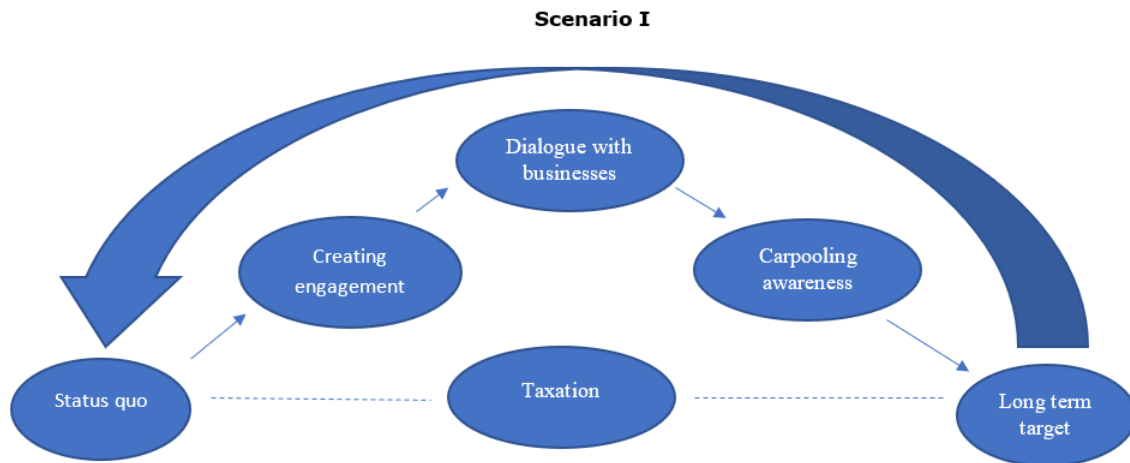 Scenario I
Dialogue with
businesses
Creating
engagement
Carpooling
awareness
Status quo
Taxation
Long term
target